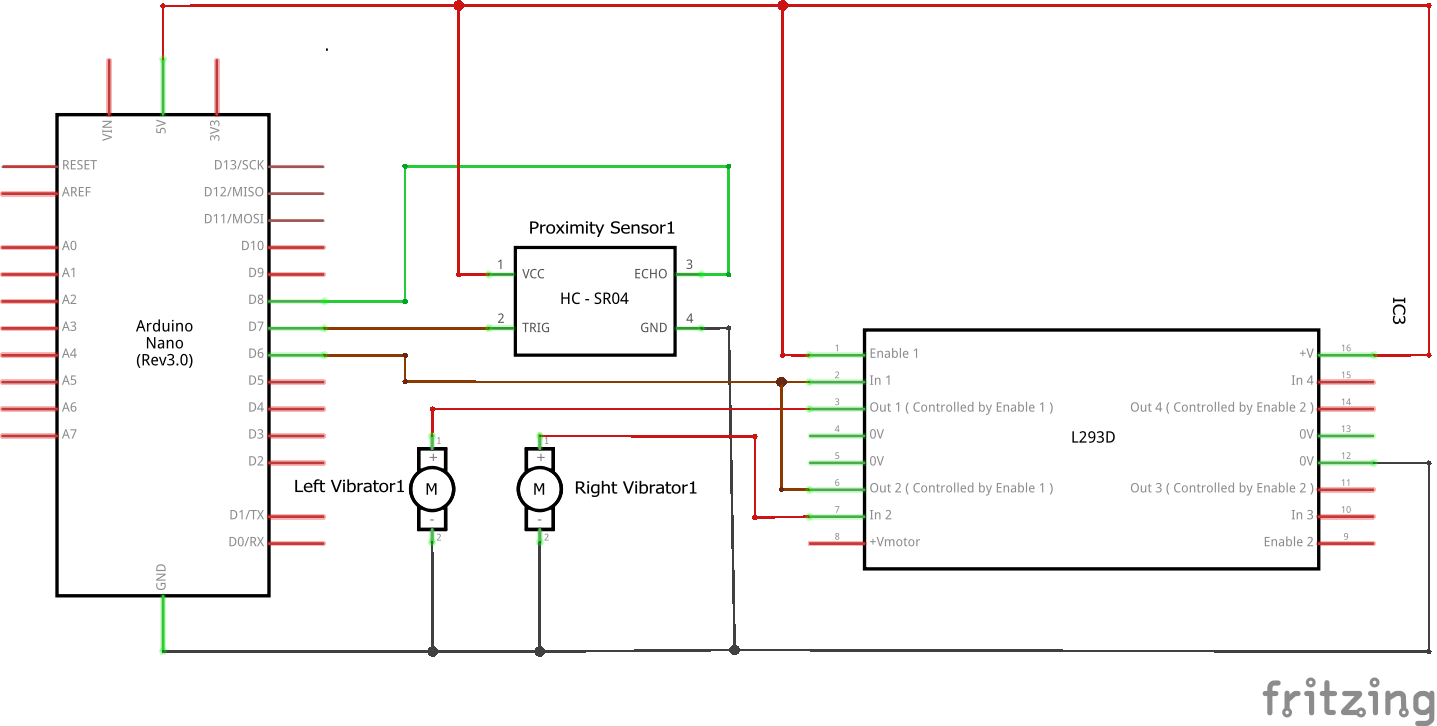 VIN
5V
3V3
RESET
AREF
A0
A1
A2
A3
A4
A5
A6
A7
Arduino
Nano
(Rev3.0)
D13/SCK
D12/MISO
D11/MOSI
D10
D9
D8
D7
D6
D5
D4
D3
D2
D1/TX
D0/RX
GND
Proximity Sensor1
1 VCC
2 TRIG
HC - SR04
ECHO 3
GND 4
Left Vibrator1
1
+
M
-
2
1
+
M
-
2
Right Vibrator1
IC3
1 Enable 1
2 In 1
3 Out 1 ( Controlled by Enable 1 )
4 0V
5 0V
6 Out 2 ( Controlled by Enable 1 )
7 In 2
8 +Vmotor
L293D
+V 16
In 4 15
Out 4 ( Controlled by Enable 2 ) 14
0V 13
0V 12
Out 3 ( Controlled by Enable 2 ) 11
In 3 10
Enable 2 9
fritzing